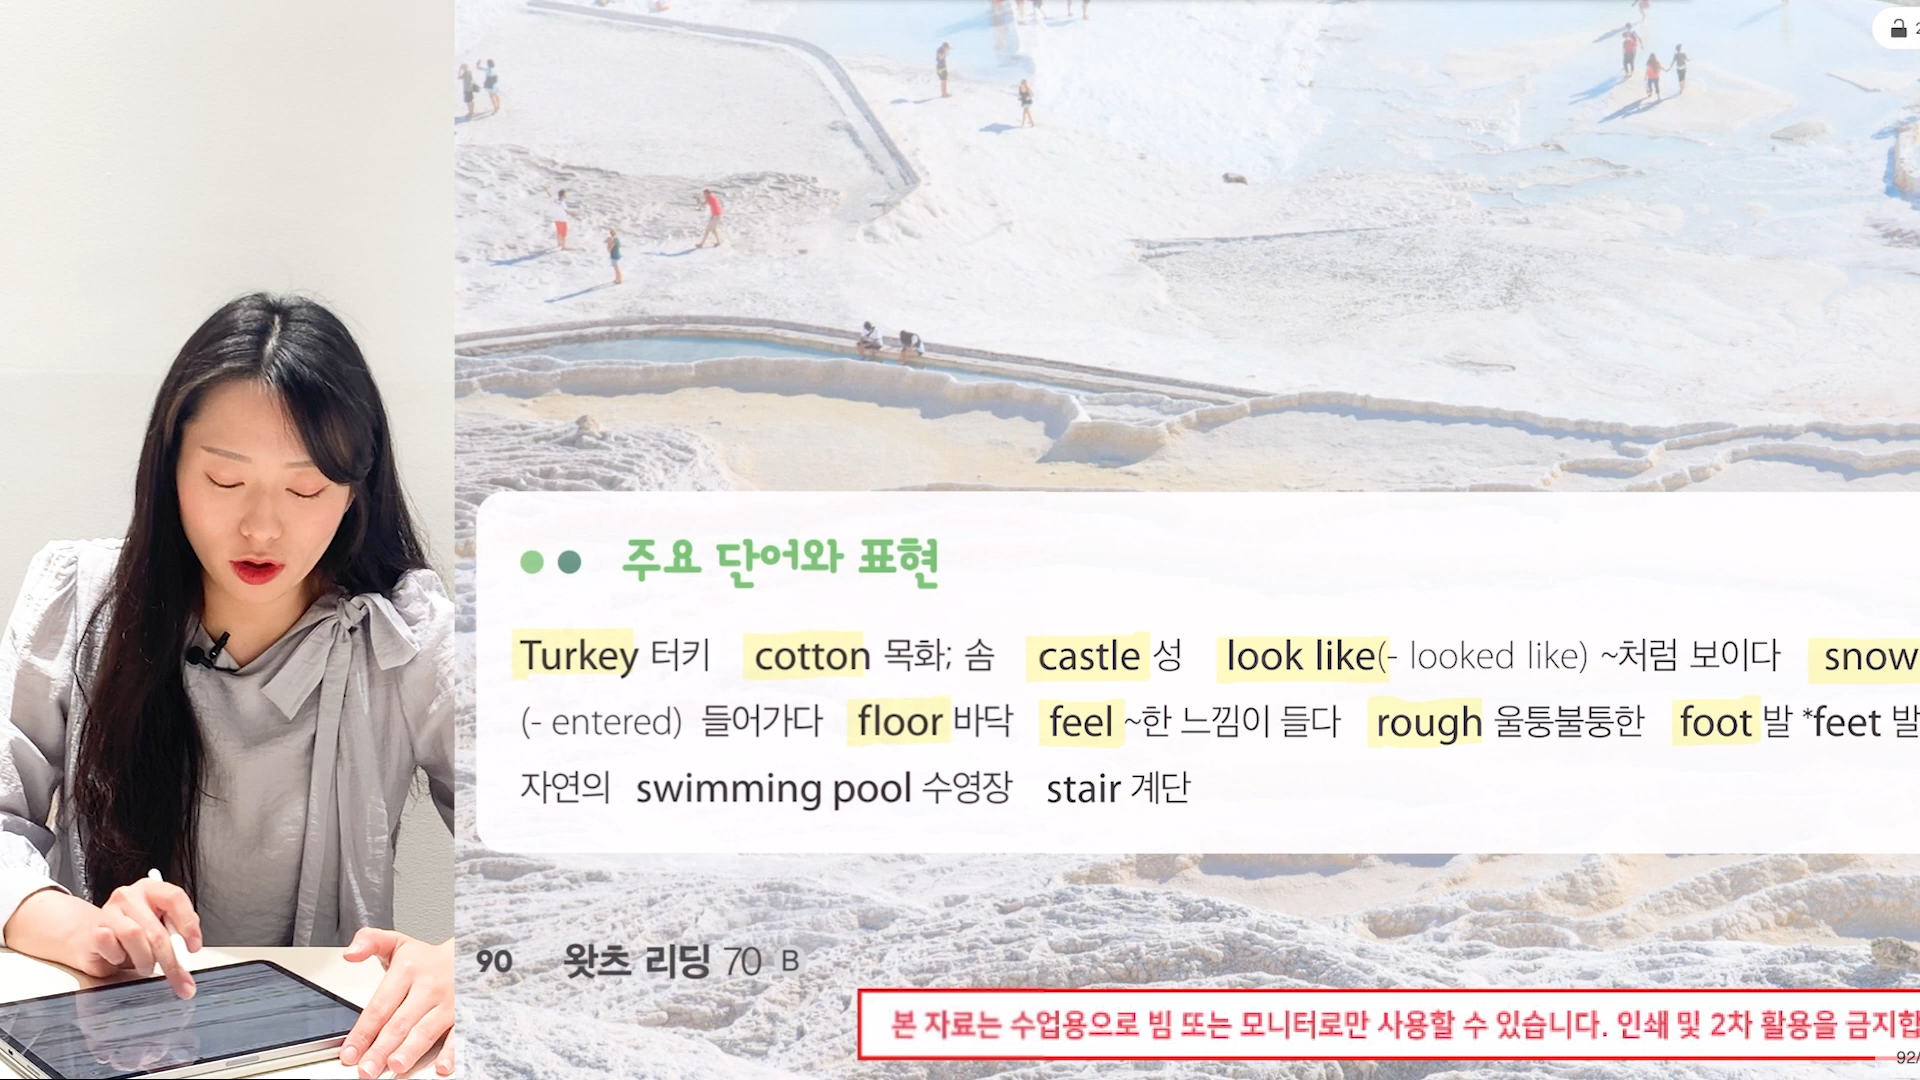 2
주요 단어와 표현
Turkey 터키 cotton 목화; 솜 castle 성 look like(- looked like) ~처럼 보이다 snow
(- entered) 들어가다 floor 바닥 feel ~한 느낌이 들다 rough 울퉁불퉁한 foot 발 *feet 발
자연의 swimming pool 수영장 stair 계단
90 왓츠 리딩 70 B
본 자료는 수업용으로 빔 또는 모니터로만 사용할 수 있습니다. 인쇄 및 2차 활용을 금지합
92/